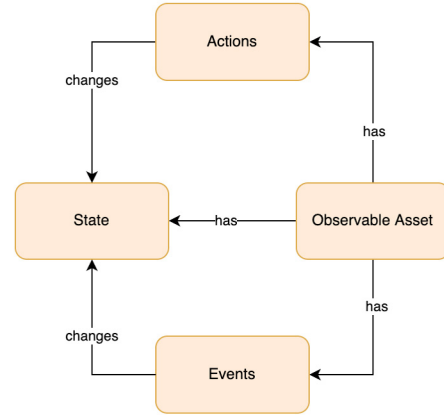 Actions
changes
has
State
has
Observable Asset
changes
has
Events